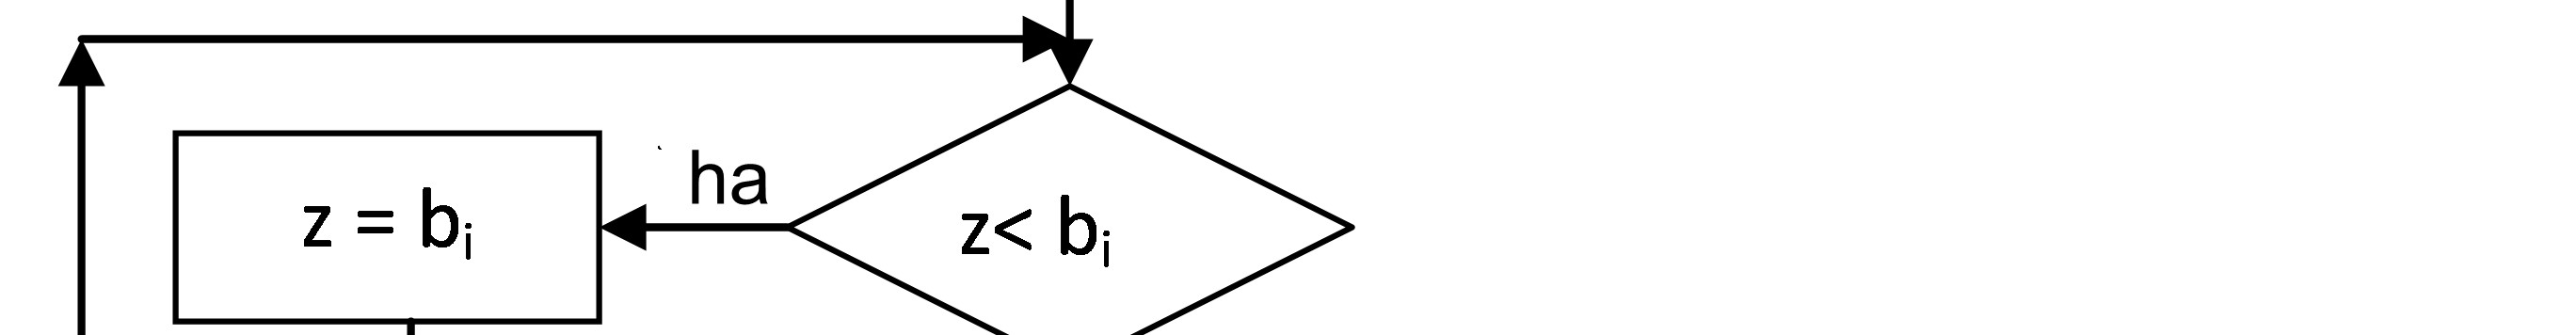 ha
z = bᵢ
z< bᵢ